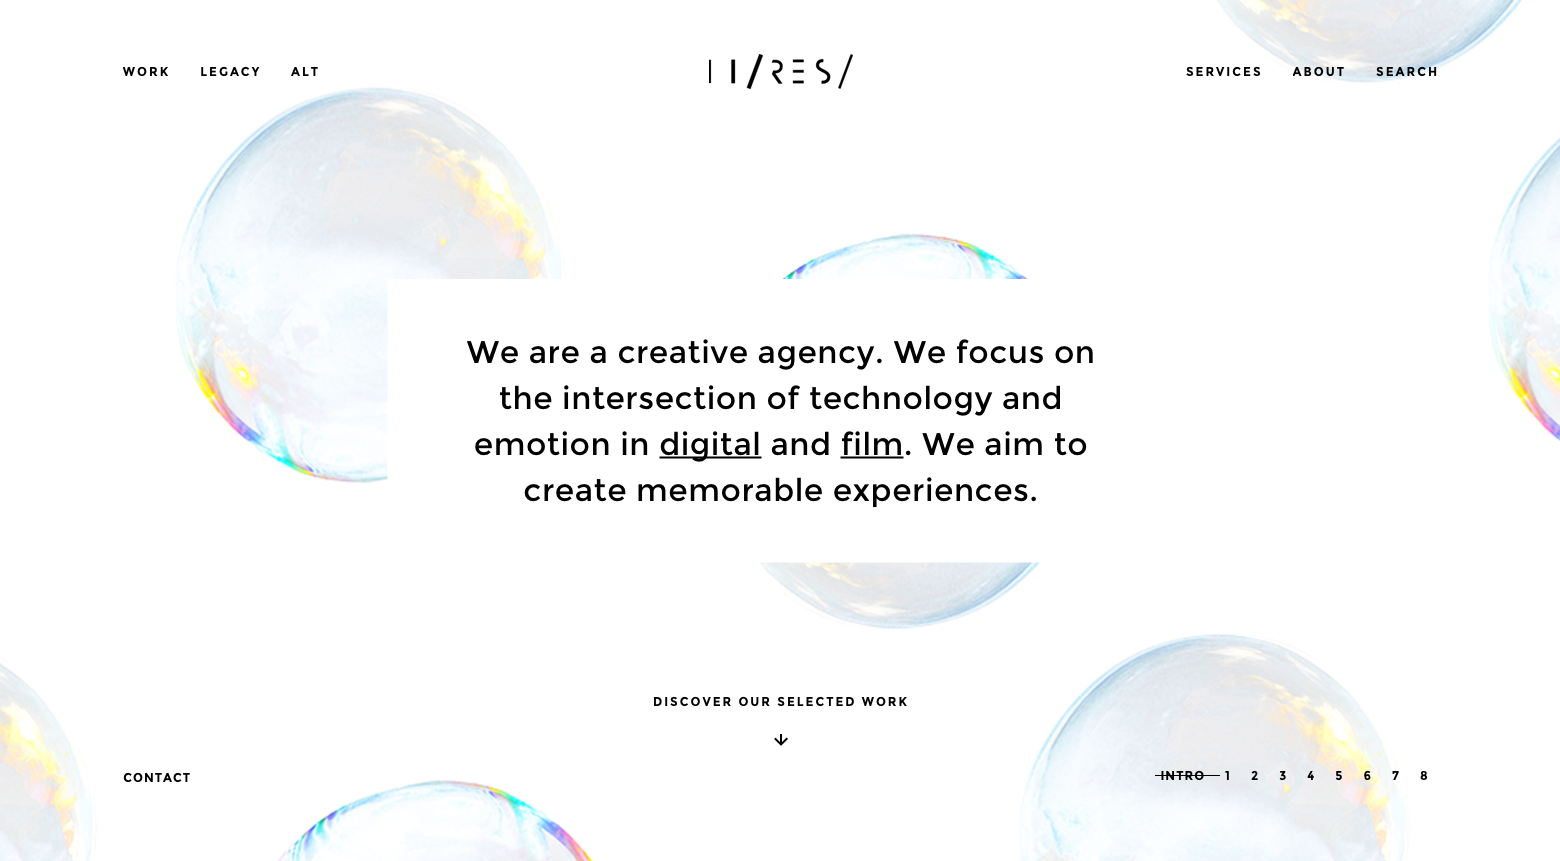 WORK LEGACY ALT
SERVICES ABOUT SEARCH
We are a creative agency. We focus on
the intersection of technology and
emotion in digital and film. We aim to
create memorable experiences.
DISCOVER OUR SELECTED WORK
CONTACT
INTRO 1 2 3 4 5 6 7 8